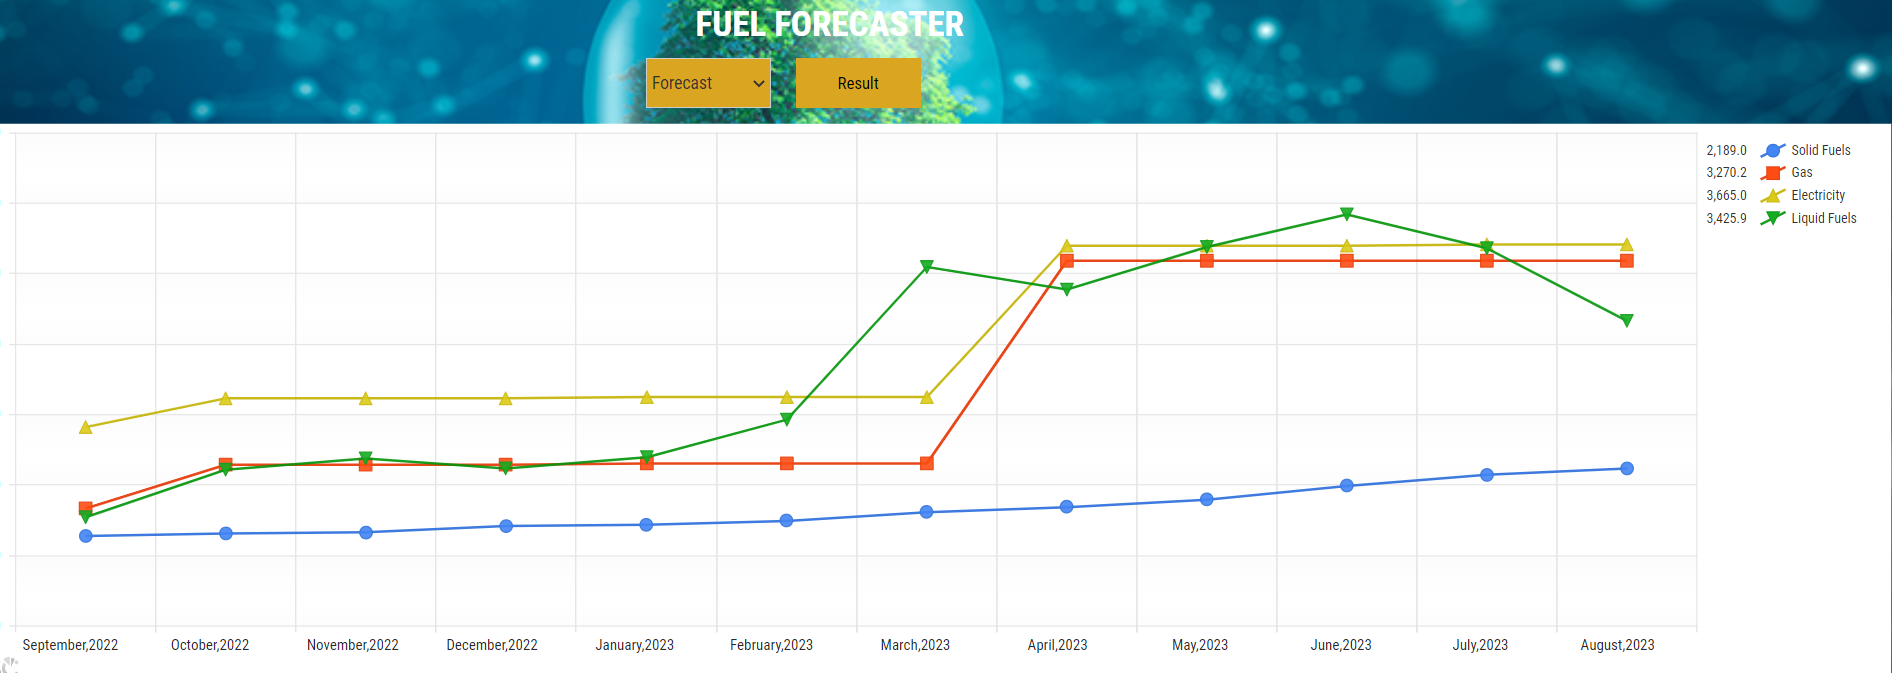 FUEL FORECASTER
Forecast
Result
2,189.0 Solid Fuels
3,270.2 Gas
3,665.0 Electricity
3,425.9 Liquid Fuels
September,2022 October,2022 November,2022 December,2022 January,2023 February,2023 March,2023 April,2023 May,2023 June,2023 July,2023 August,2023